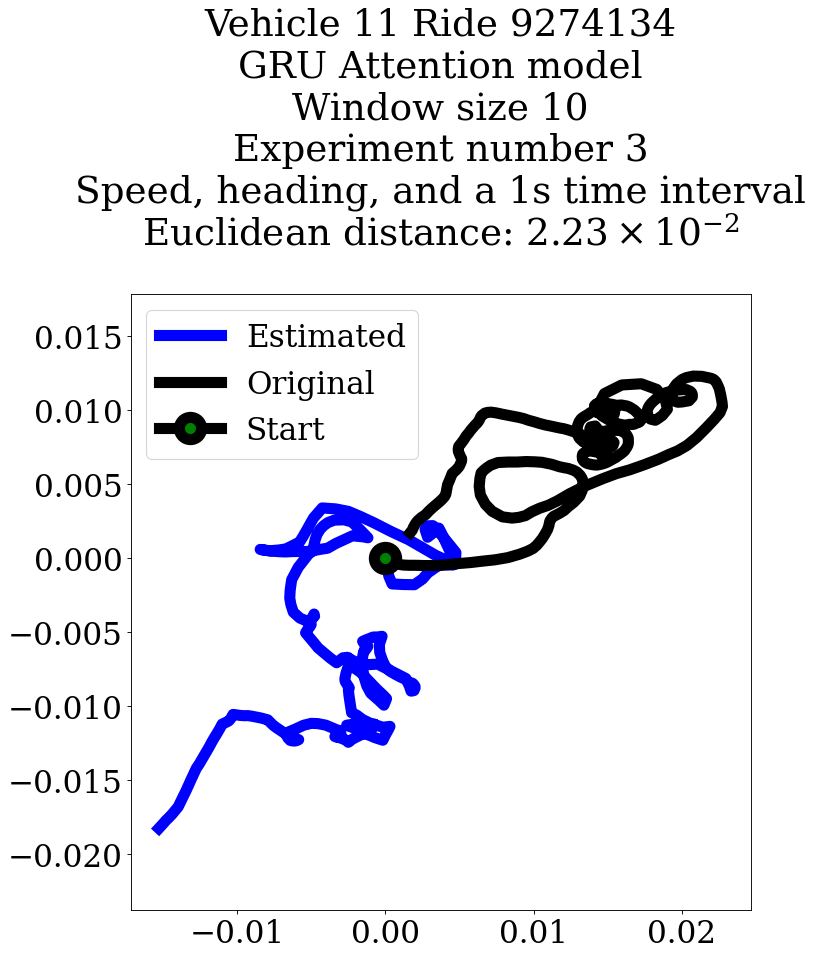 Vehicle 11 Ride 9274134
GRU Attention model
Window size 10
Experiment number 3
Speed, heading, and a 1s time interval
Euclidean distance: 2.23 × 10⁻²
Estimated
Original
Start
0.015
0.010
0.005
0.000
−0.005
−0.010
−0.015
−0.020
−0.01
0.00
0.01
0.02